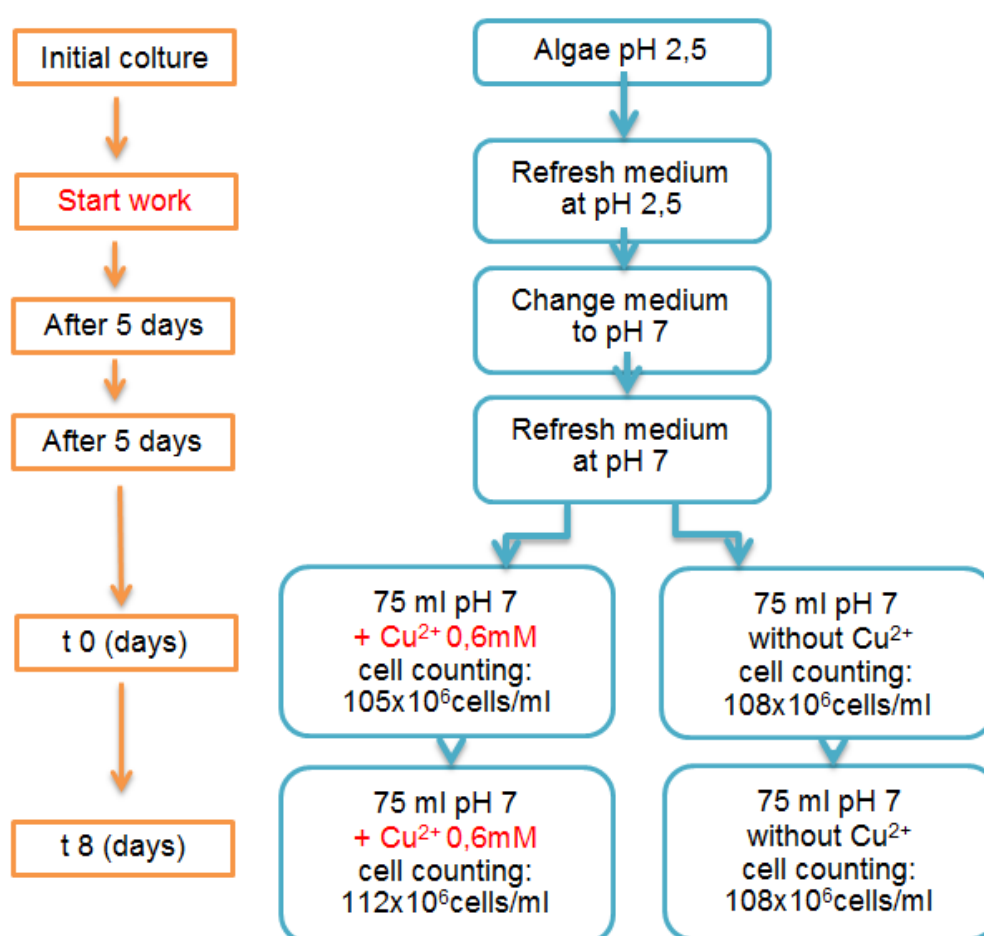 Initial colture
Algae pH 2,5
Start work
Refresh medium
at pH 2,5
After 5 days
Change medium
to pH 7
After 5 days
Refresh medium
at pH 7
t 0 (days)
75 ml pH 7
+ Cu²⁺ 0,6mM
cell counting:
105x10⁶cells/ml
75 ml pH 7
without Cu²⁺
cell counting:
108x10⁶cells/ml
t 8 (days)
75 ml pH 7
+ Cu²⁺ 0,6mM
cell counting:
112x10⁶cells/ml
75 ml pH 7
without Cu²⁺
cell counting:
108x10⁶cells/ml